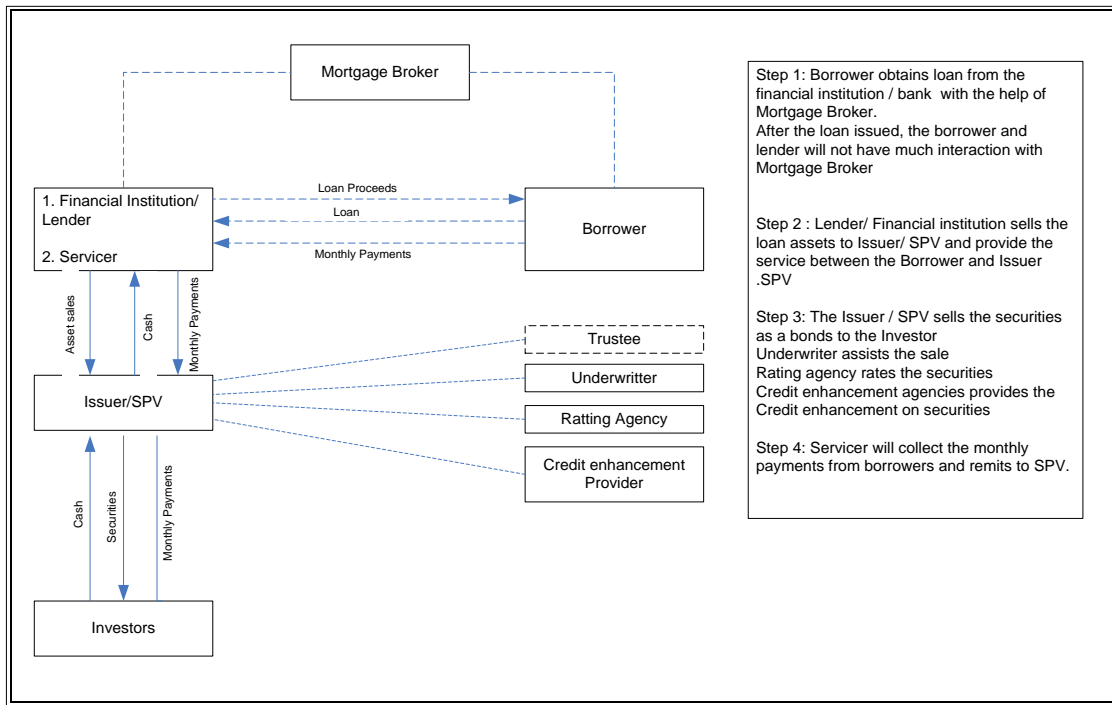 Mortgage Broker
1. Financial Institution/
Lender
2. Servicer
Loan Proceeds
Loan
Monthly Payments
Borrower
Asset sales
Cash
Monthly Payments
Issuer/SPV
Trustee
Underwritter
Ratting Agency
Credit enhancement
Provider
Cash
Securities
Monthly Payments
Investors
Step 1: Borrower obtains loan from the
financial institution / bank with the help of
Mortgage Broker.
After the loan issued, the borrower and
lender will not have much interaction with
Mortgage Broker
Step 2 : Lender/ Financial institution sells the
loan assets to Issuer/ SPV and provide the
service between the Borrower and Issuer
.SPV
Step 3: The Issuer / SPV sells the securities
as a bonds to the Investor
Underwriter assists the sale
Rating agency rates the securities
Credit enhancement agencies provides the
Credit enhancement on securities
Step 4: Servicer will collect the monthly
payments from borrowers and remits to SPV.